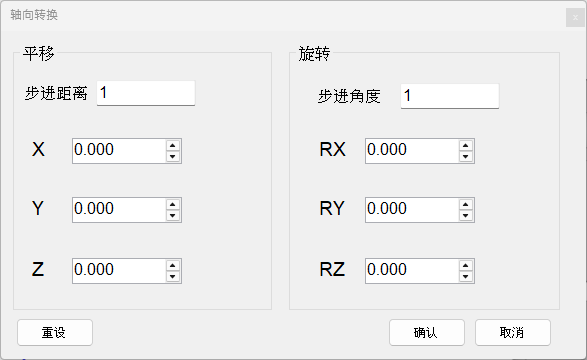 轴向转换
x
平移
步进距离 1
X 0.000
Y 0.000
Z 0.000
旋转
步进角度 1
RX 0.000
RY 0.000
RZ 0.000
重设
确认
取消